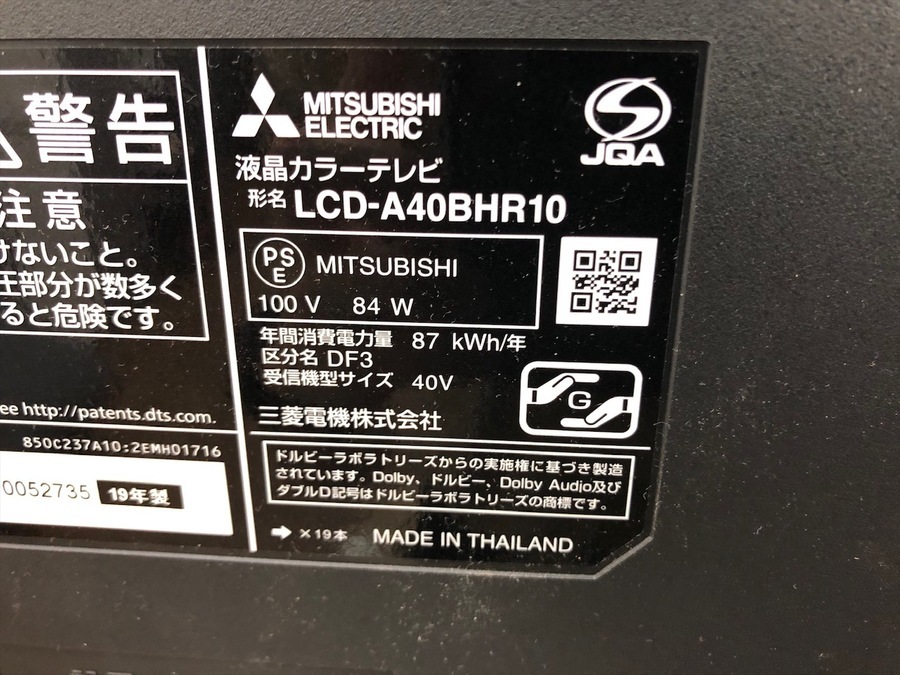 警告
注意
けないこと。
圧部分が数多く
ると危険です。
ee http://patents.dts.com.
850C237A10:2EMH01716
0052735 19年製
MITSUBISHI
ELECTRIC
JQA
液晶カラーテレビ
形名 LCD-A40BHR10
PS
E
MITSUBISHI
100 V 84 W
年間消費電力量 87 kWh/年
区分名 DF3
受信機型サイズ 40V
G
三菱電機株式会社
ドルビーラボラトリーズからの実施権に基づき製造
されています。Dolby、ドルビー、Dolby Audio及び
ダブルD記号はドルビーラボラトリーズの商標です。
➡ ×19本 MADE IN THAILAND